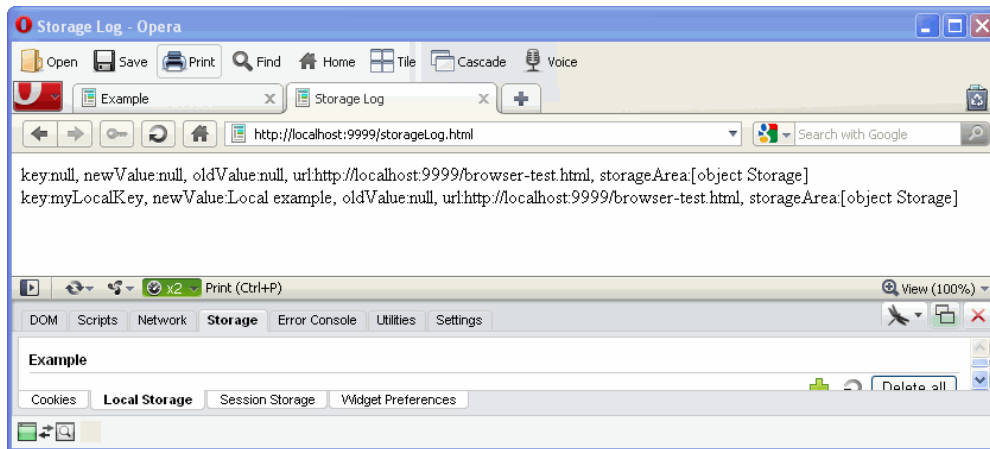 Storage Log - Opera
Open Save Print Find Home Tile Cascade Voice
Example Storage Log
http://localhost:9999/storageLog.html Search with Google
key:null, newValue:null, oldValue:null, url:http://localhost:9999/browser-test.html, storageArea:[object Storage]
key:myLocalKey, newValue:Local example, oldValue:null, url:http://localhost:9999/browser-test.html, storageArea:[object Storage]
x2 Print (Ctrl+P) View (100%)
DOM Scripts Network Storage Error Console Utilities Settings
Example
Delete all
Cookies Local Storage Session Storage Widget Preferences